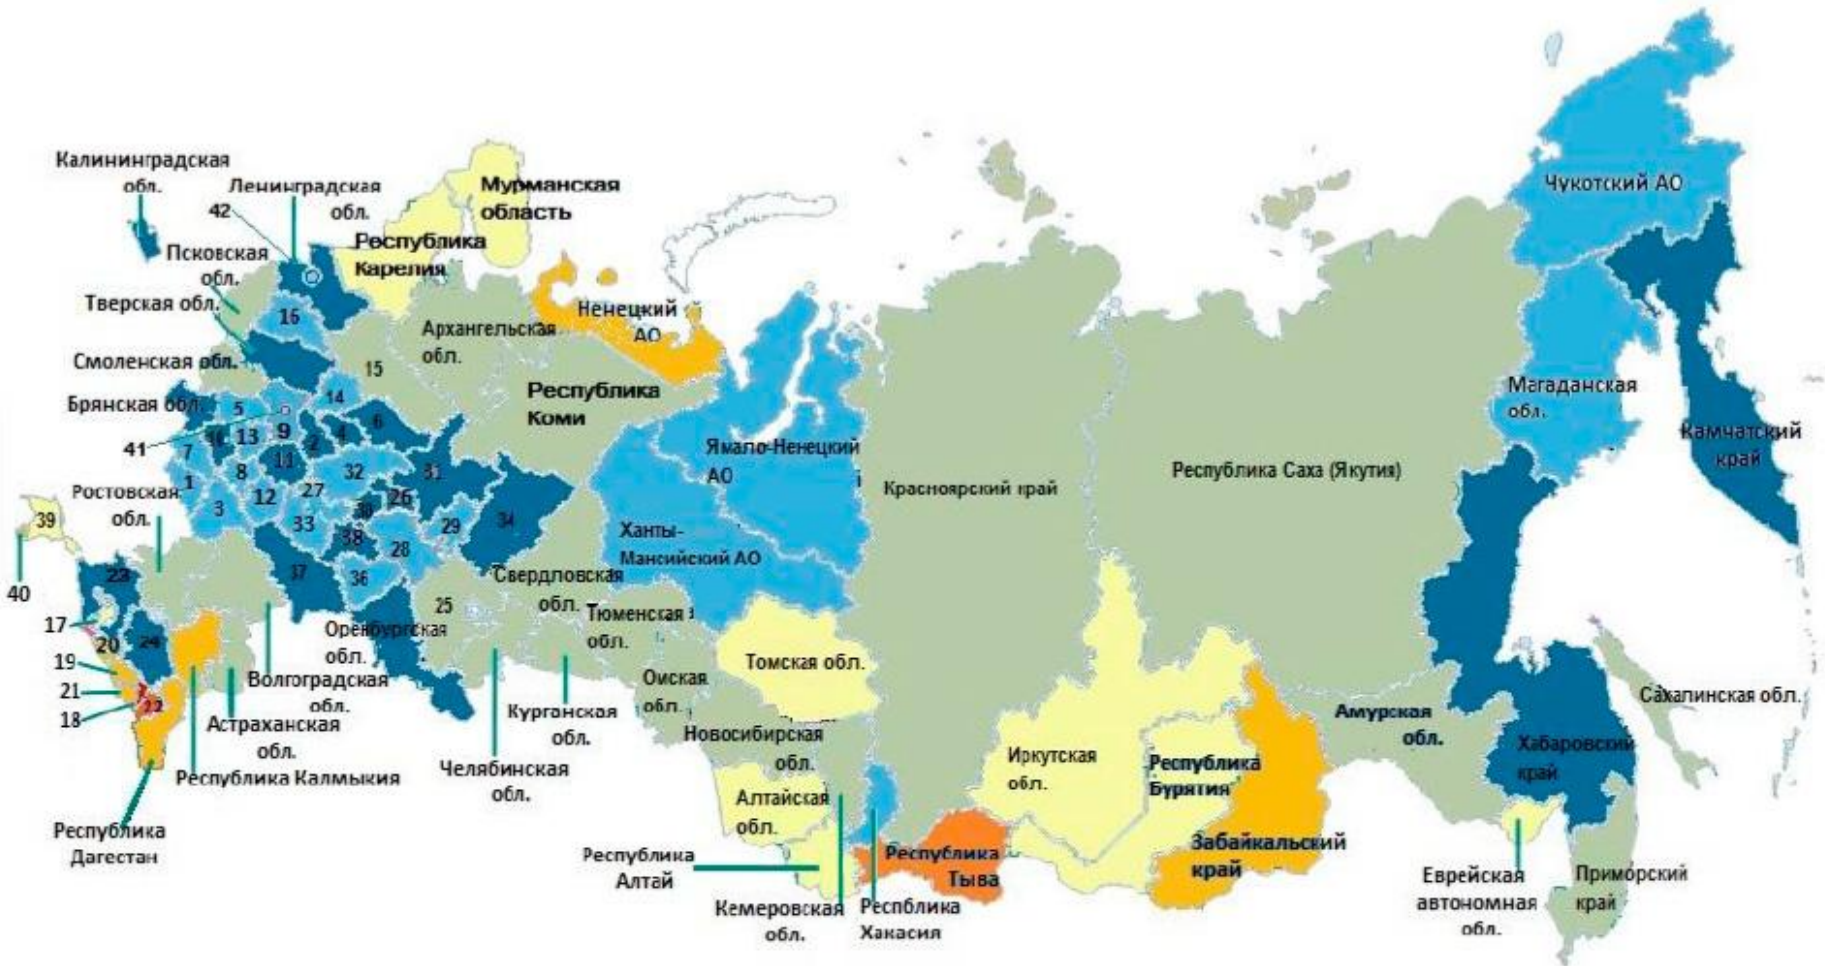 Калининградская
обл.
Ленинградская
обл.
42
Псковская
обл.
Тверская обл.
Смоленская обл.
Брянская обл.
41
Ростовская
обл.
39
40
17
19
21
18
Мурманская
область
Республика
Карелия
Ненецкий
АО
Архангельская
обл.
Республика
Коми
16
15
14
5
6
9
4
2
13
10
7
11
8
1
12
3
32
27
33
31
26
30
38
28
29
34
37
36
25
23
20
24
22
Оренбургская
обл.
Волгоградская
обл.
Астраханская
обл.
Республика Калмыкия
Республика
Дагестан
Челябинская
обл.
Курганская
обл.
Свердловская
обл.
Тюменская
обл.
Омская
обл.
Ямало-Ненецкий
АО
Ханты-
Мансийский АО
Томская обл.
Новосибирская
обл.
Алтайская
обл.
Республика
Алтай
Кемеровская
обл.
Респблика
Хакасия
Республика
Тыва
Красноярский край
Иркутская
обл.
Республика
Бурятия
Забайкальский
край
Республика Саха (Якутия)
Амурская
обл.
Чукотский АО
Магаданская
обл.
Камчатский
край
Хабаровский
край
Сахалинская обл.
Еврейская
автономная
обл.
Приморский
край